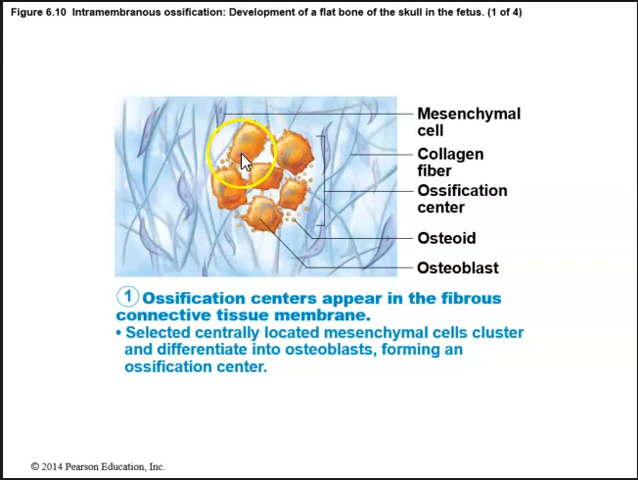 Figure 6.10 Intramembranous ossification: Development of a flat bone of the skull in the fetus. (1 of 4)
Mesenchymal
cell
Collagen
fiber
Ossification
center
Osteoid
Osteoblast
1 Ossification centers appear in the fibrous
connective tissue membrane.
• Selected centrally located mesenchymal cells cluster
and differentiate into osteoblasts, forming an
ossification center.
© 2014 Pearson Education, Inc.